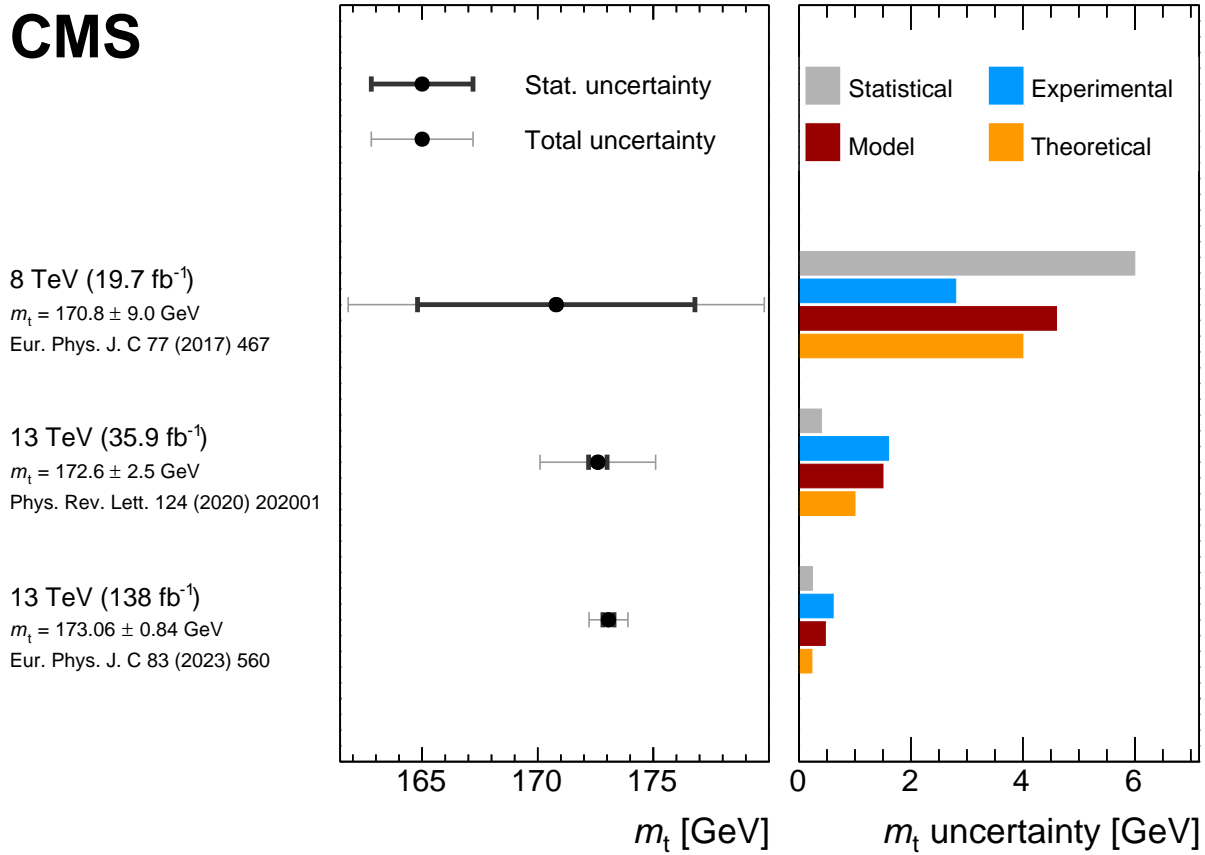 CMS
Stat. uncertainty
Total uncertainty
Statistical
Experimental
Model
Theoretical
8 TeV (19.7 fb⁻¹)
mₜ = 170.8 ± 9.0 GeV
Eur. Phys. J. C 77 (2017) 467
13 TeV (35.9 fb⁻¹)
mₜ = 172.6 ± 2.5 GeV
Phys. Rev. Lett. 124 (2020) 202001
13 TeV (138 fb⁻¹)
mₜ = 173.06 ± 0.84 GeV
Eur. Phys. J. C 83 (2023) 560
165 170 175
mₜ [GeV]
0 2 4 6
mₜ uncertainty [GeV]